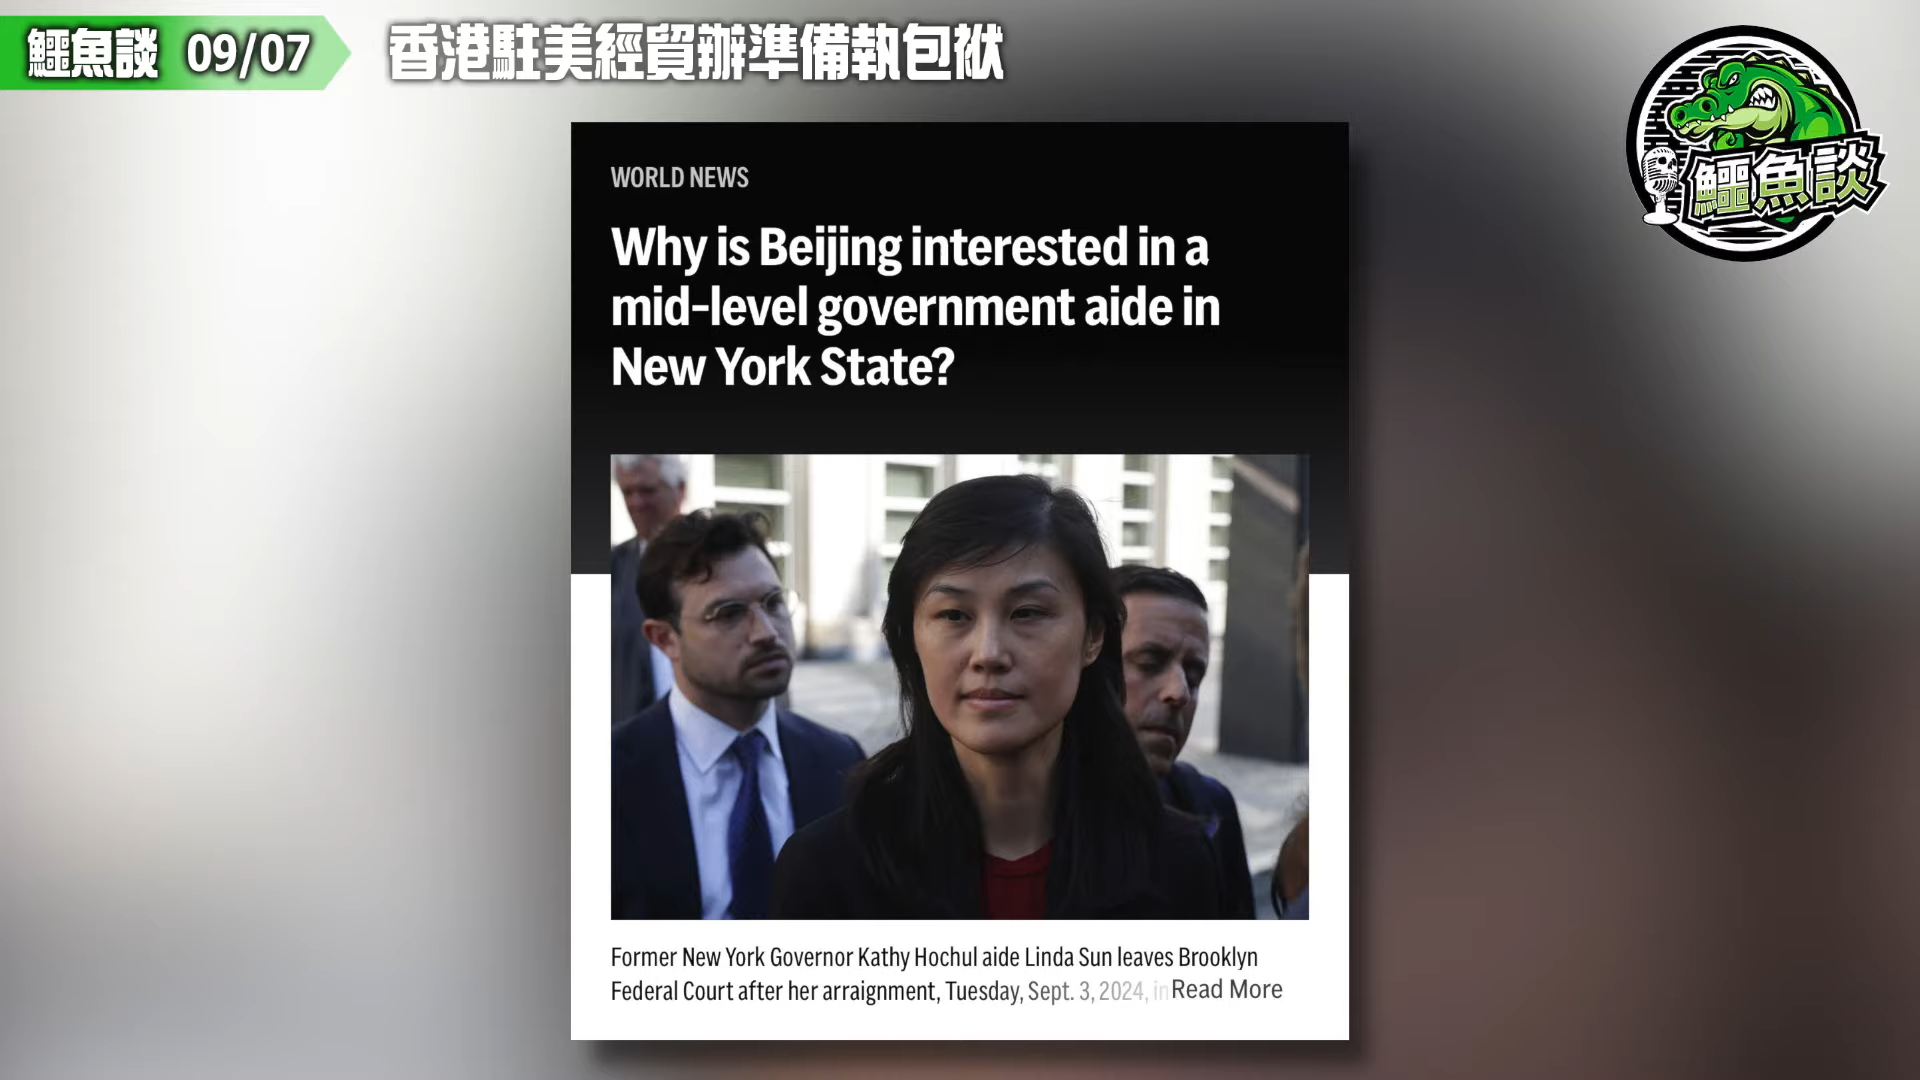 鱷魚談 09/07 香港駐美經貿辦準備執包袱
鱷魚談
WORLD NEWS
Why is Beijing interested in a
mid-level government aide in
New York State?
Former New York Governor Kathy Hochul aide Linda Sun leaves Brooklyn
Federal Court after her arraignment, Tuesday, Sept. 3, 2024, in Read More